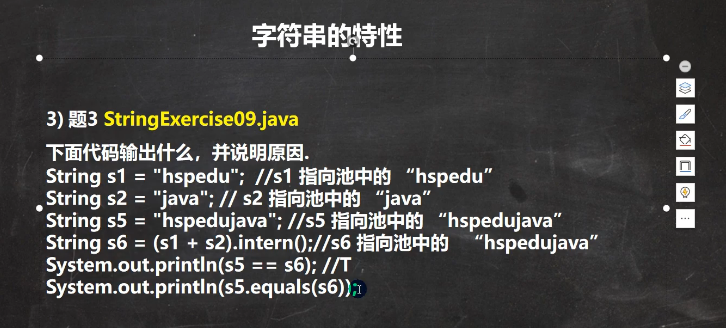 字符串的特性
3) 题3 StringExercise09.java
下面代码输出什么，并说明原因.
String s1 = "hspedu";  //s1 指向池中的 “hspedu”
String s2 = "java"; // s2 指向池中的 “java”
String s5 = "hspedujava"; //s5 指向池中的 “hspedujava”
String s6 = (s1 + s2).intern();//s6 指向池中的   “hspedujava”
System.out.println(s5 == s6); //T
System.out.println(s5.equals(s6));